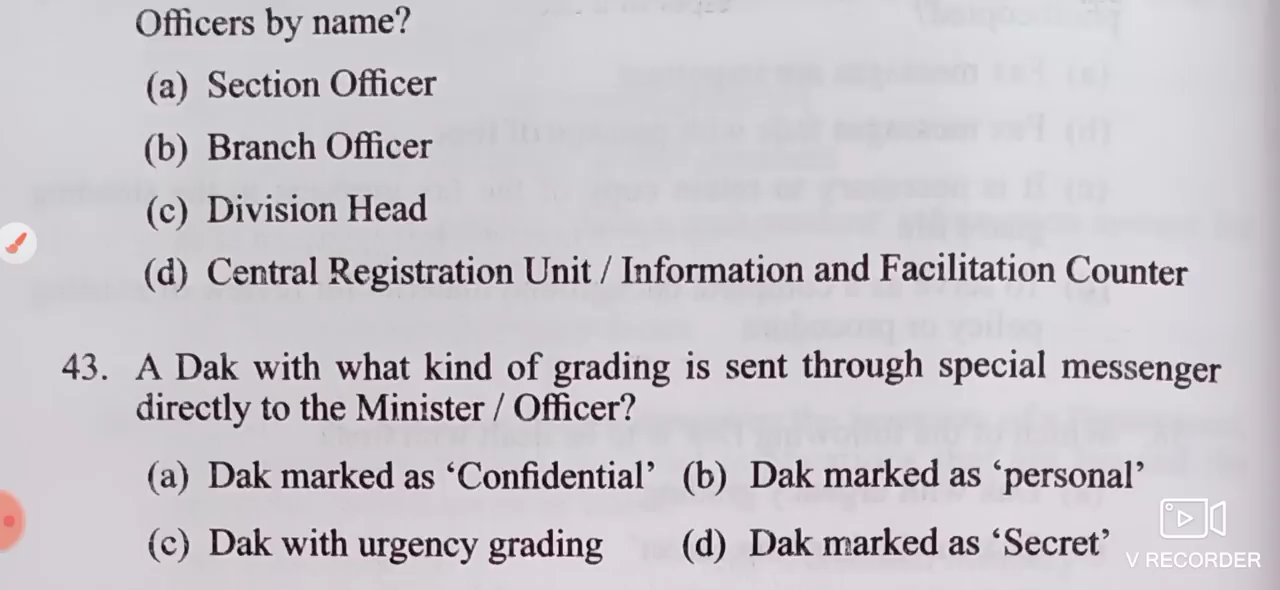 Officers by name?
(a) Section Officer
(b) Branch Officer
(c) Division Head
(d) Central Registration Unit / Information and Facilitation Counter
43. A Dak with what kind of grading is sent through special messenger
directly to the Minister / Officer?
(a) Dak marked as ‘Confidential’ (b) Dak marked as ‘personal’
(c) Dak with urgency grading (d) Dak marked as ‘Secret’
V RECORDER